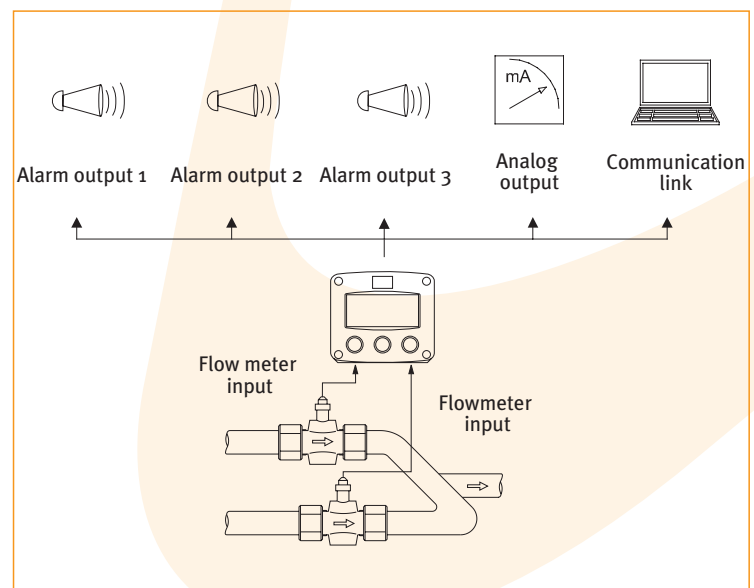 mA
Alarm output 1
Alarm output 2
Alarm output 3
Analog
output
Communication
link
Flow meter
input
Flowmeter
input